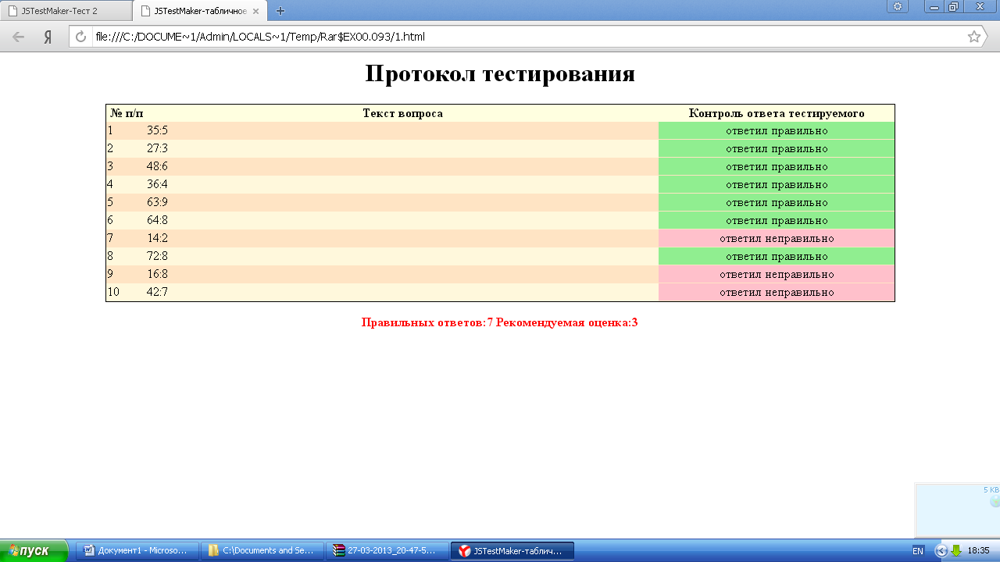 JSTestMaker-Тест 2
JSTestMaker-табличное
Я
file:///C:/DOCUME~1/Admin/LOCALS~1/Temp/Rar$EX00.093/1.html
Протокол тестирования
№ п/п Текст вопроса Контроль ответа тестируемого
1 35:5 ответил правильно
2 27:3 ответил правильно
3 48:6 ответил правильно
4 36:4 ответил правильно
5 63:9 ответил правильно
6 64:8 ответил правильно
7 14:2 ответил неправильно
8 72:8 ответил правильно
9 16:8 ответил неправильно
10 42:7 ответил неправильно
Правильных ответов:7 Рекомендуемая оценка:3
5 KB
пуск Документ1 - Microso... C:\Documents and Se... 27-03-2013_20-47-5... JSTestMaker-таблич... EN 18:35